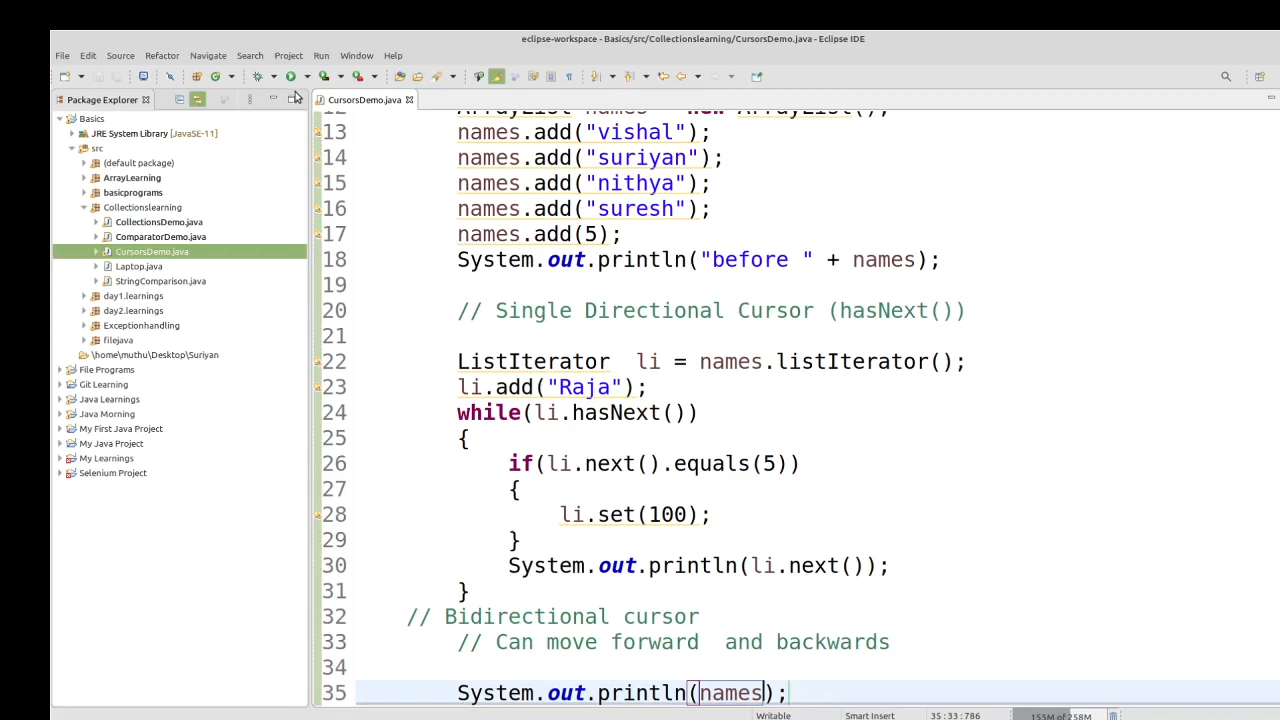 eclipse-workspace - Basics/src/Collectionslearning/CursorsDemo.java - Eclipse IDE
File Edit Source Refactor Navigate Search Project Run Window Help
Package Explorer
Basics
JRE System Library [JavaSE-11]
src
(default package)
ArrayLearning
basicprograms
Collectionslearning
CollectionsDemo.java
ComparatorDemo.java
CursorsDemo.java
Laptop.java
StringComparison.java
day1.learnings
day2.learnings
Exceptionhandling
filejava
\home\muthu\Desktop\Suriyan
File Programs
Git Learning
Java Learnings
Java Morning
My First Java Project
My Java Project
My Learnings
Selenium Project
CursorsDemo.java
12 ArrayList names = new ArrayList();
13 names.add("vishal");
14 names.add("suriyan");
15 names.add("nithya");
16 names.add("suresh");
17 names.add(5);
18 System.out.println("before " + names);
19
20 // Single Directional Cursor (hasNext())
21
22 ListIterator li = names.listIterator();
23 li.add("Raja");
24 while(li.hasNext())
25 {
26 if(li.next().equals(5))
27 {
28 li.set(100);
29 }
30 System.out.println(li.next());
31 }
32 // Bidirectional cursor
33 // Can move forward and backwards
34
35 System.out.println(names);
Writable Smart Insert 35 : 33 : 786 155M of 258M